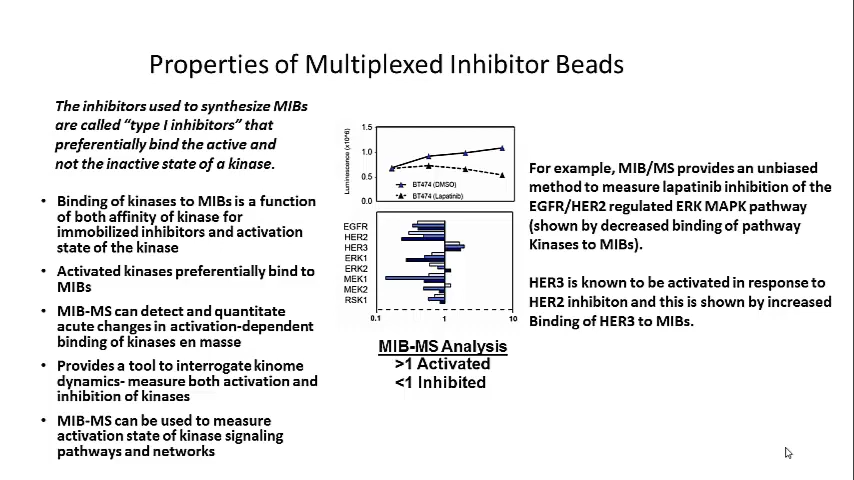 Properties of Multiplexed Inhibitor Beads
The inhibitors used to synthesize MIBs
are called “type I inhibitors” that
preferentially bind the active and
not the inactive state of a kinase.
• Binding of kinases to MIBs is a function
of both affinity of kinase for
immobilized inhibitors and activation
state of the kinase
• Activated kinases preferentially bind to
MIBs
• MIB-MS can detect and quantitate
acute changes in activation-dependent
binding of kinases en masse
• Provides a tool to interrogate kinome
dynamics- measure both activation and
inhibition of kinases
• MIB-MS can be used to measure
activation state of kinase signaling
pathways and networks
Luminescence (x10^6)
1.5
1.0
0.5
0.0
BT474 (DMSO)
BT474 (Lapatinib)
EGFR
HER2
HER3
ERK1
ERK2
MEK1
MEK2
RSK1
0.1 1 10
MIB-MS Analysis
>1 Activated
<1 Inhibited
For example, MIB/MS provides an unbiased
method to measure lapatinib inhibition of the
EGFR/HER2 regulated ERK MAPK pathway
(shown by decreased binding of pathway
Kinases to MIBs).
HER3 is known to be activated in response to
HER2 inhibiton and this is shown by increased
Binding of HER3 to MIBs.